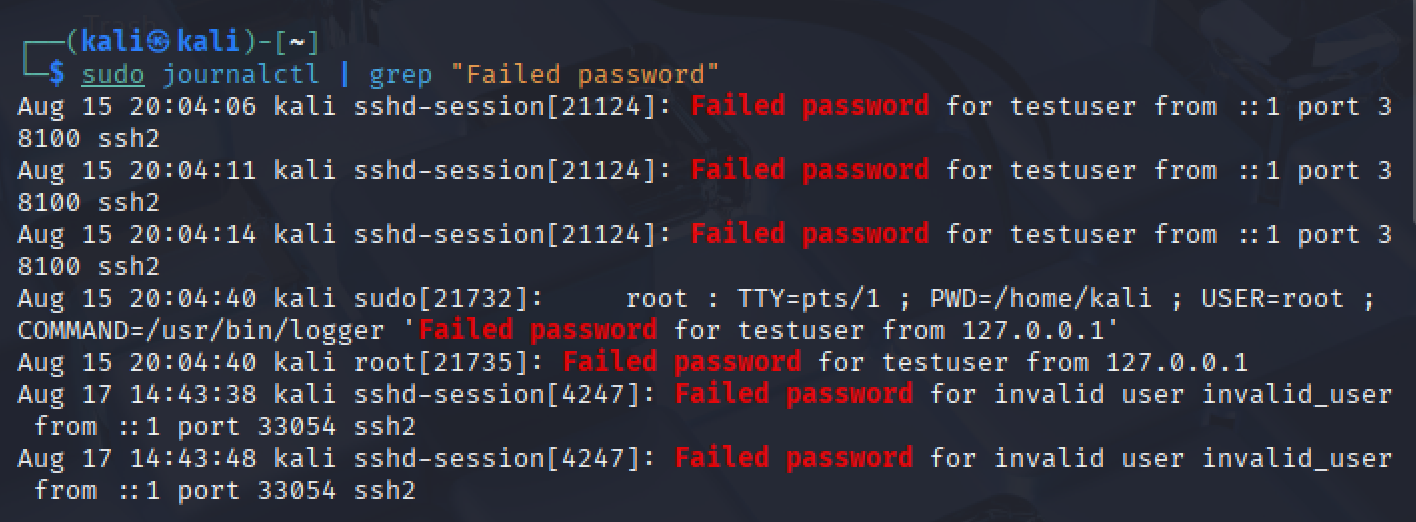 ┌──(kali㉿kali)-[~]
└─$ sudo journalctl | grep "Failed password"
Aug 15 20:04:06 kali sshd-session[21124]: Failed password for testuser from ::1 port 3
8100 ssh2
Aug 15 20:04:11 kali sshd-session[21124]: Failed password for testuser from ::1 port 3
8100 ssh2
Aug 15 20:04:14 kali sshd-session[21124]: Failed password for testuser from ::1 port 3
8100 ssh2
Aug 15 20:04:40 kali sudo[21732]:     root : TTY=pts/1 ; PWD=/home/kali ; USER=root ;
COMMAND=/usr/bin/logger 'Failed password for testuser from 127.0.0.1'
Aug 15 20:04:40 kali root[21735]: Failed password for testuser from 127.0.0.1
Aug 17 14:43:38 kali sshd-session[4247]: Failed password for invalid user invalid_user
 from ::1 port 33054 ssh2
Aug 17 14:43:48 kali sshd-session[4247]: Failed password for invalid user invalid_user
 from ::1 port 33054 ssh2